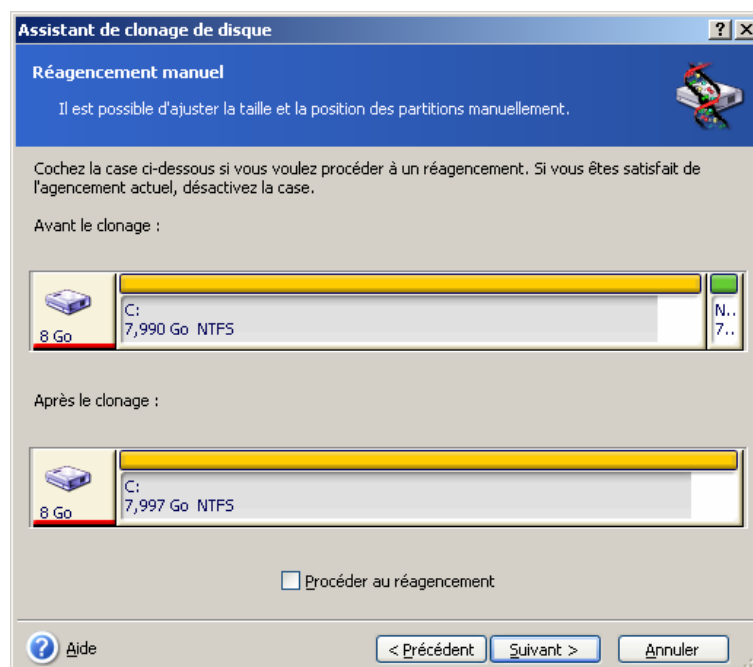 Assistant de clonage de disque
Réagencement manuel
Il est possible d'ajuster la taille et la position des partitions manuellement.
Cochez la case ci-dessous si vous voulez procéder à un réagencement. Si vous êtes satisfait de
l'agencement actuel, désactivez la case.
Avant le clonage :
8 Go
C:
7,990 Go NTFS
N..
7..
Après le clonage :
8 Go
C:
7,997 Go NTFS
Procéder au réagencement
Aide
< Précédent
Suivant >
Annuler